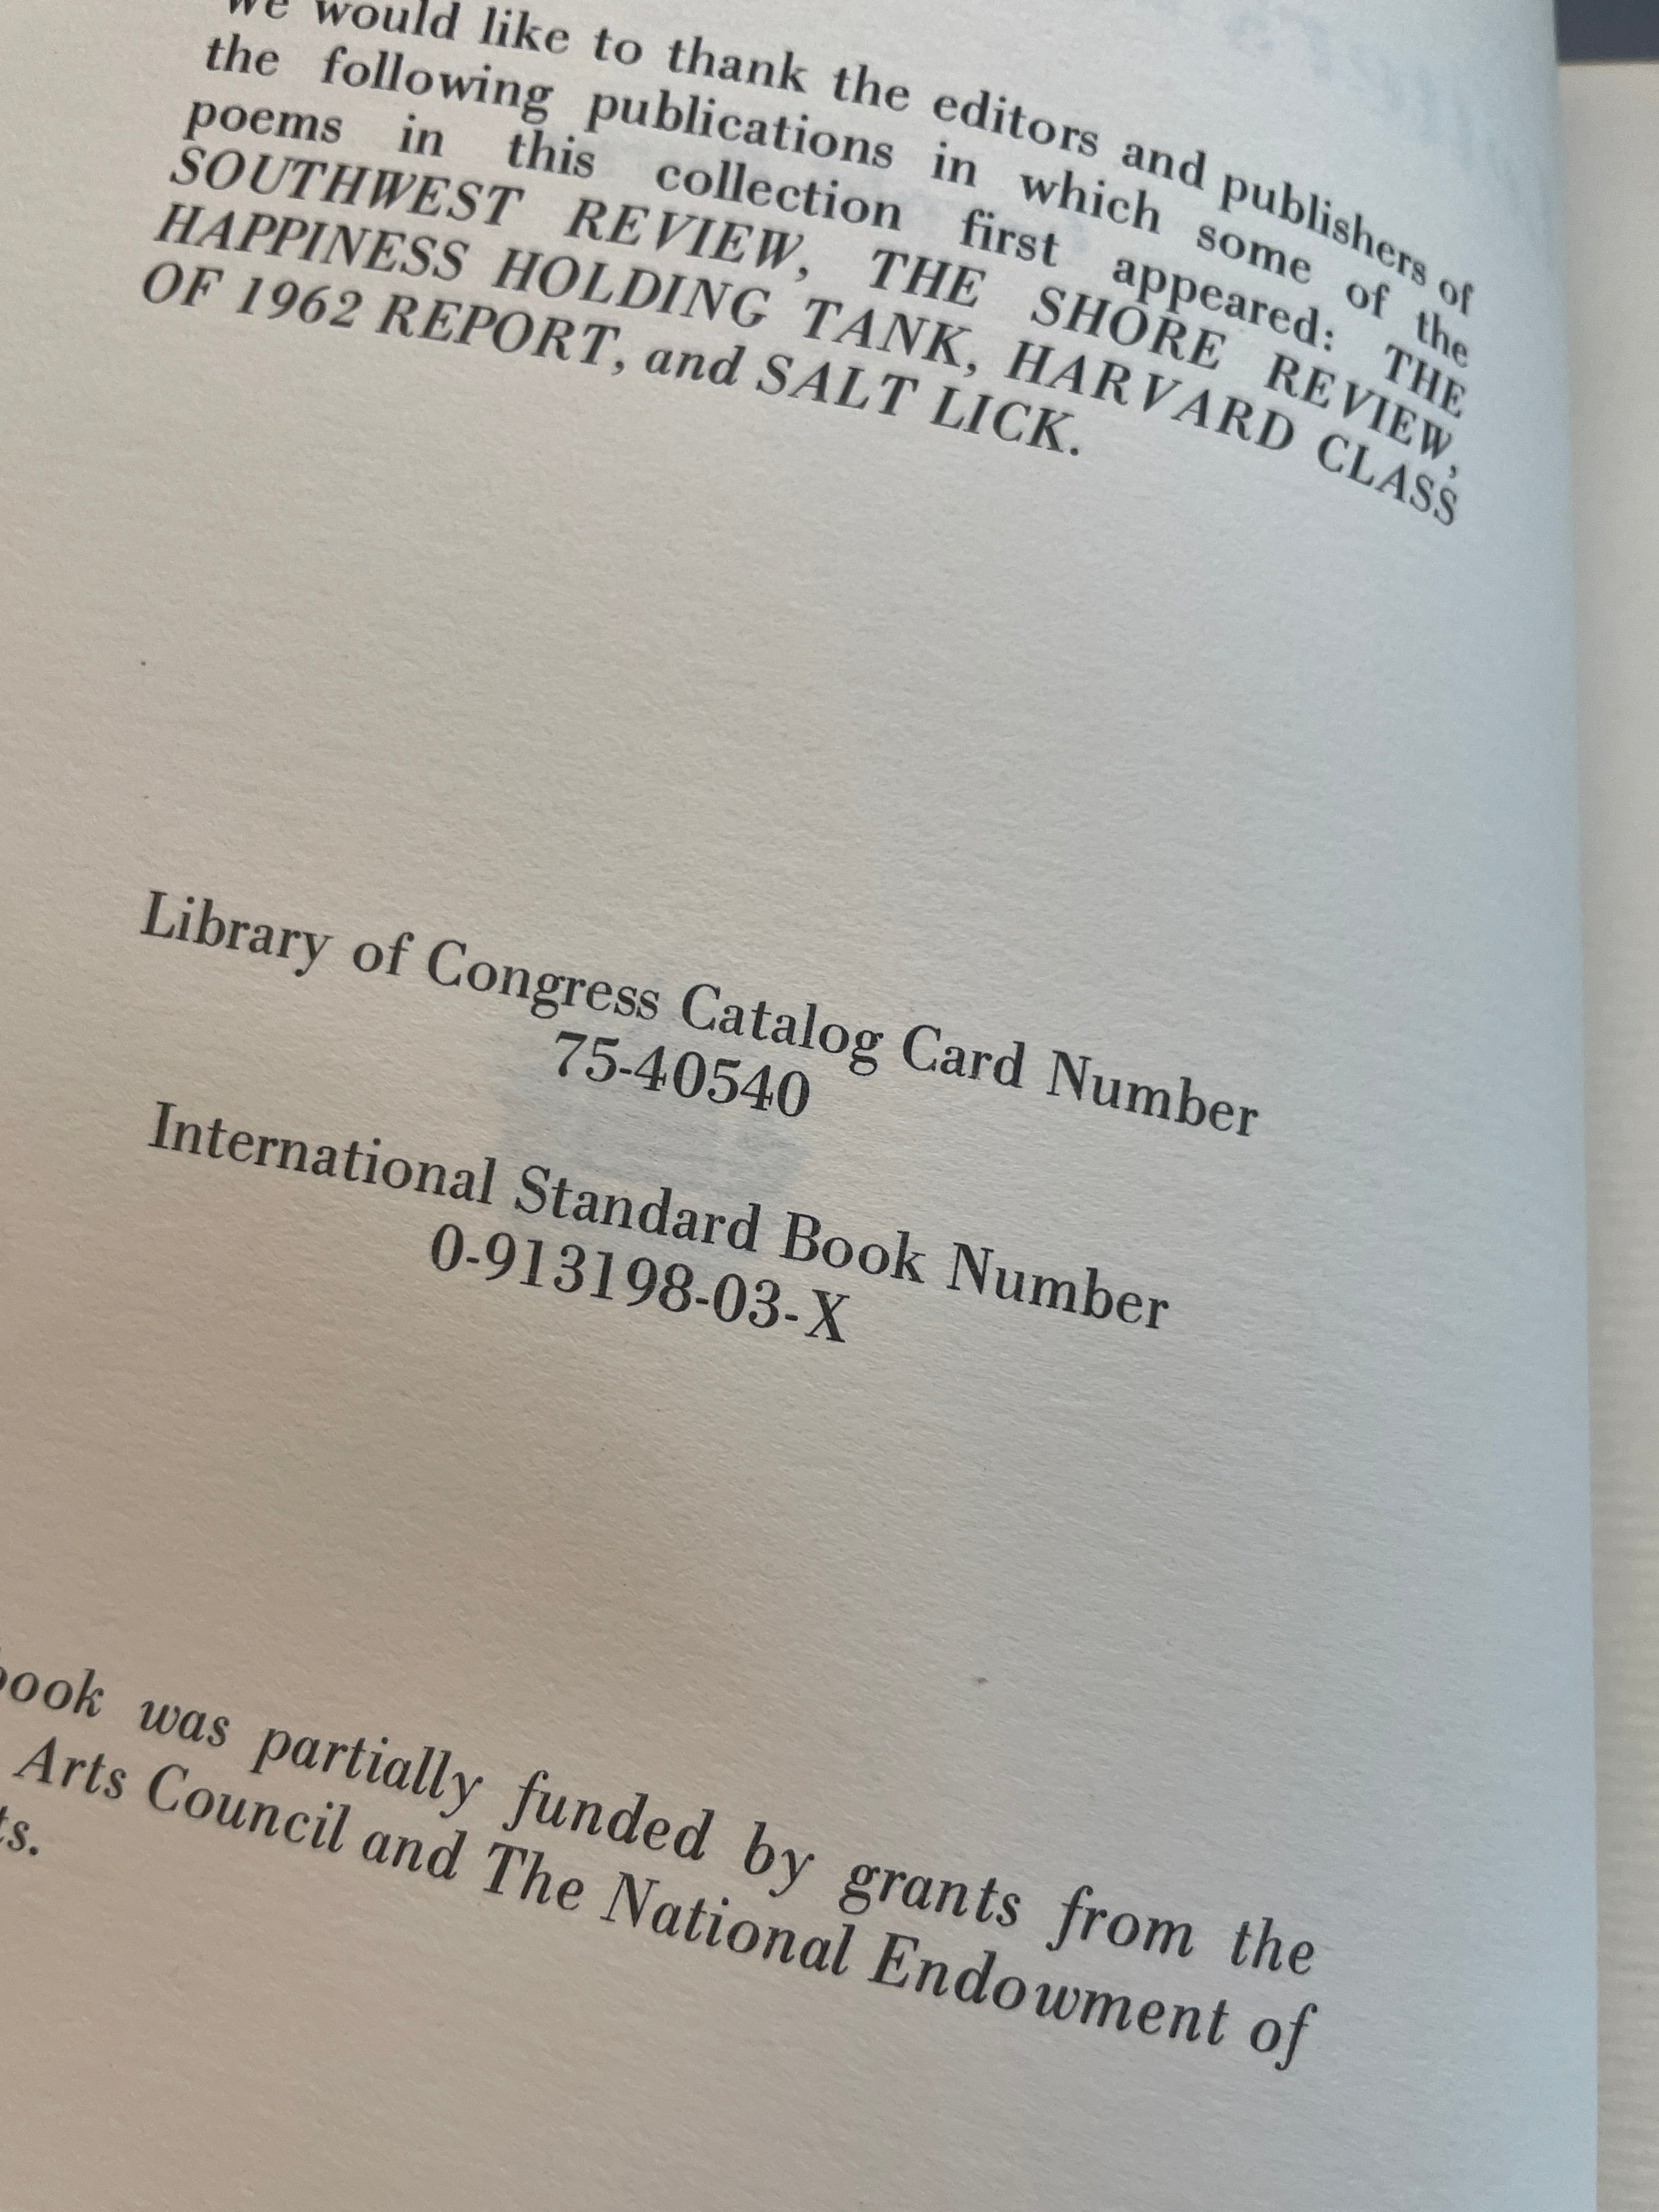 We would like to thank the editors and publishers of
the following publications in which some of the
poems in this collection first appeared: THE
SOUTHWEST REVIEW, THE SHORE REVIEW,
HAPPINESS HOLDING TANK, HARVARD CLASS
OF 1962 REPORT, and SALT LICK.
Library of Congress Catalog Card Number
75-40540
International Standard Book Number
0-913198-03-X
book was partially funded by grants from the
Arts Council and The National Endowment of
ts.